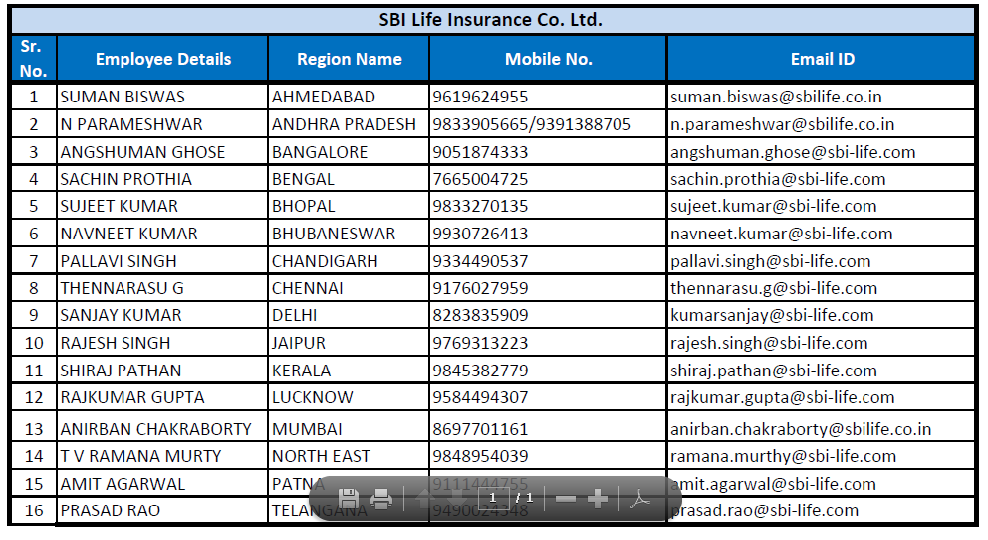 SBI Life Insurance Co. Ltd.
Sr. No. Employee Details Region Name Mobile No. Email ID
1 SUMAN BISWAS AHMEDABAD 9619624955 suman.biswas@sbilife.co.in
2 N PARAMESHWAR ANDHRA PRADESH 9833905665/9391388705 n.parameshwar@sbilife.co.in
3 ANGSHUMAN GHOSE BANGALORE 9051874333 angshuman.ghose@sbi-life.com
4 SACHIN PROTHIA BENGAL 7665004725 sachin.prothia@sbi-life.com
5 SUJEET KUMAR BHOPAL 9833270135 sujeet.kumar@sbi-life.com
6 NAVNEET KUMAR BHUBANESWAR 9930726413 navneet.kumar@sbi-life.com
7 PALLAVI SINGH CHANDIGARH 9334490537 pallavi.singh@sbi-life.com
8 THENNARASU G CHENNAI 9176027959 thennarasu.g@sbi-life.com
9 SANJAY KUMAR DELHI 8283835909 kumarsanjay@sbi-life.com
10 RAJESH SINGH JAIPUR 9769313223 rajesh.singh@sbi-life.com
11 SHIRAJ PATHAN KERALA 9845382779 shiraj.pathan@sbi-life.com
12 RAJKUMAR GUPTA LUCKNOW 9584494307 rajkumar.gupta@sbi-life.com
13 ANIRBAN CHAKRABORTY MUMBAI 8697701161 anirban.chakraborty@sbilife.co.in
14 T V RAMANA MURTY NORTH EAST 9848954039 ramana.murthy@sbi-life.com
15 AMIT AGARWAL PATNA 9111444755 amit.agarwal@sbi-life.com
1 / 1
16 PRASAD RAO TELANGANA prasad.rao@sbi-life.com